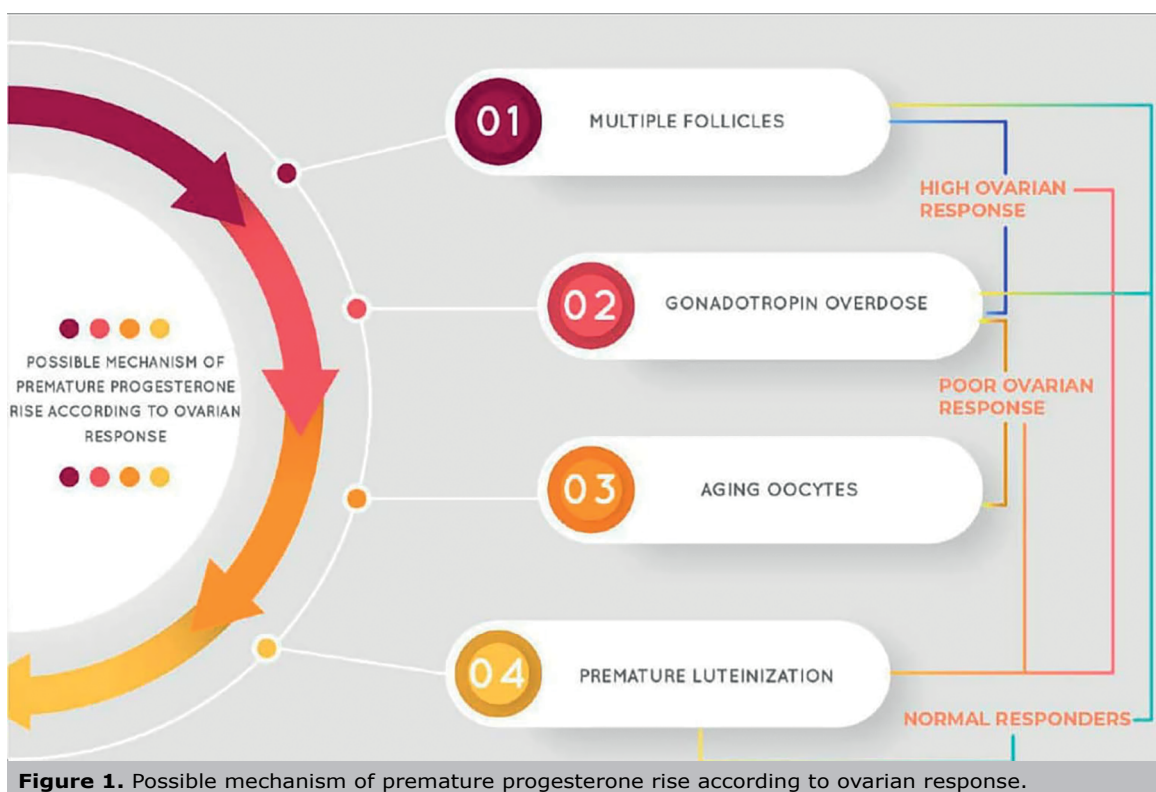 POSSIBLE MECHANISM OF
PREMATURE PROGESTERONE
RISE ACCORDING TO OVARIAN
RESPONSE
01
MULTIPLE FOLLICLES
HIGH OVARIAN
RESPONSE
02
GONADOTROPIN OVERDOSE
POOR OVARIAN
RESPONSE
03
AGING OOCYTES
04
PREMATURE LUTEINIZATION
NORMAL RESPONDERS
Figure 1. Possible mechanism of premature progesterone rise according to ovarian response.